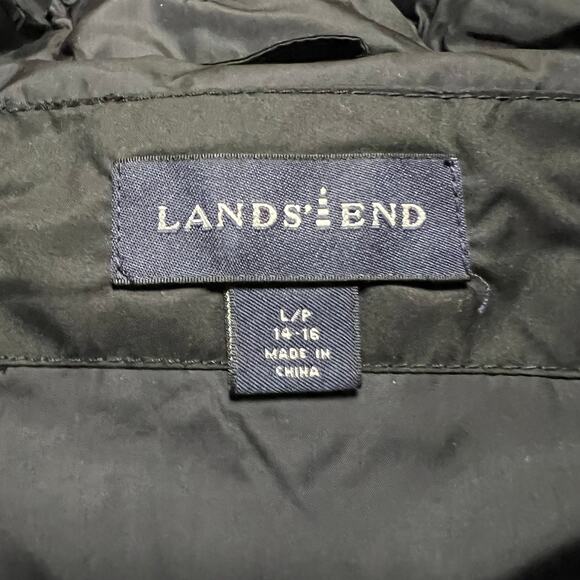 LANDS' END
L/P
14-16
MADE IN
CHINA